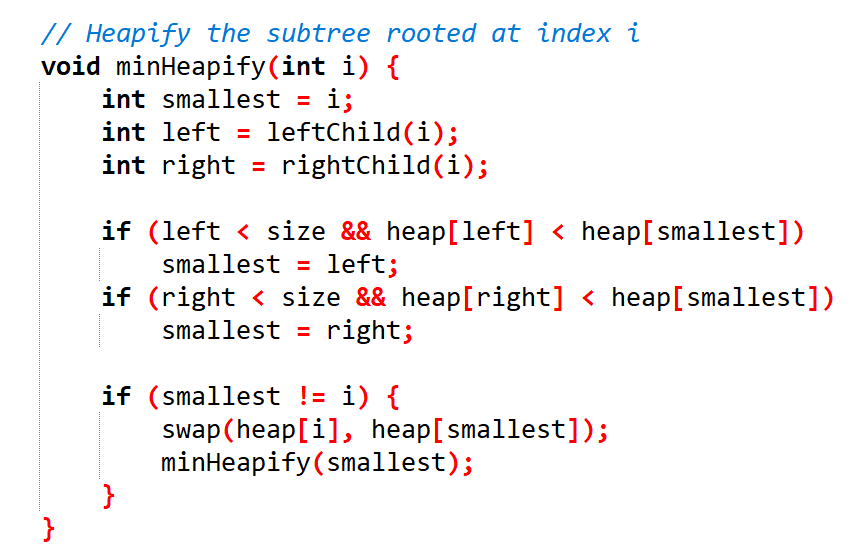 // Heapify the subtree rooted at index i
void minHeapify(int i) {
    int smallest = i;
    int left = leftChild(i);
    int right = rightChild(i);

    if (left < size && heap[left] < heap[smallest])
        smallest = left;
    if (right < size && heap[right] < heap[smallest])
        smallest = right;

    if (smallest != i) {
        swap(heap[i], heap[smallest]);
        minHeapify(smallest);
    }
}